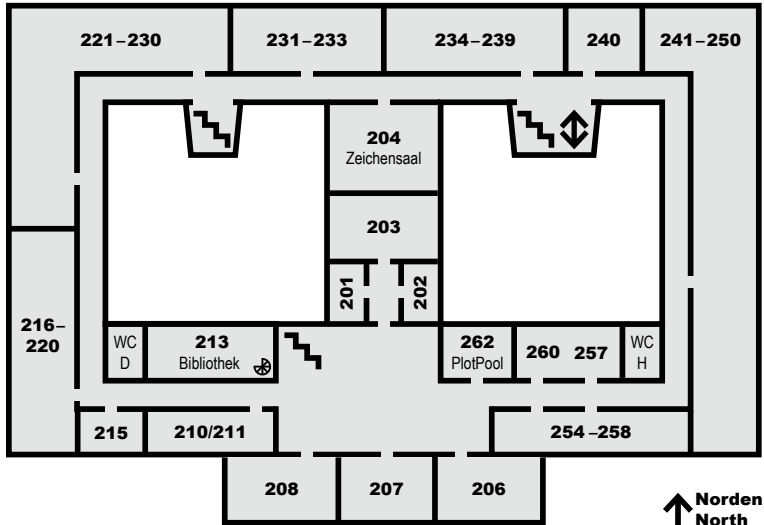 221–230
231–233
234–239
240
241–250
204
Zeichensaal
203
201
202
216–
220
WC
D
213
Bibliothek
262
PlotPool
260 257
WC
H
215
210/211
254–258
208
207
206
Norden
North